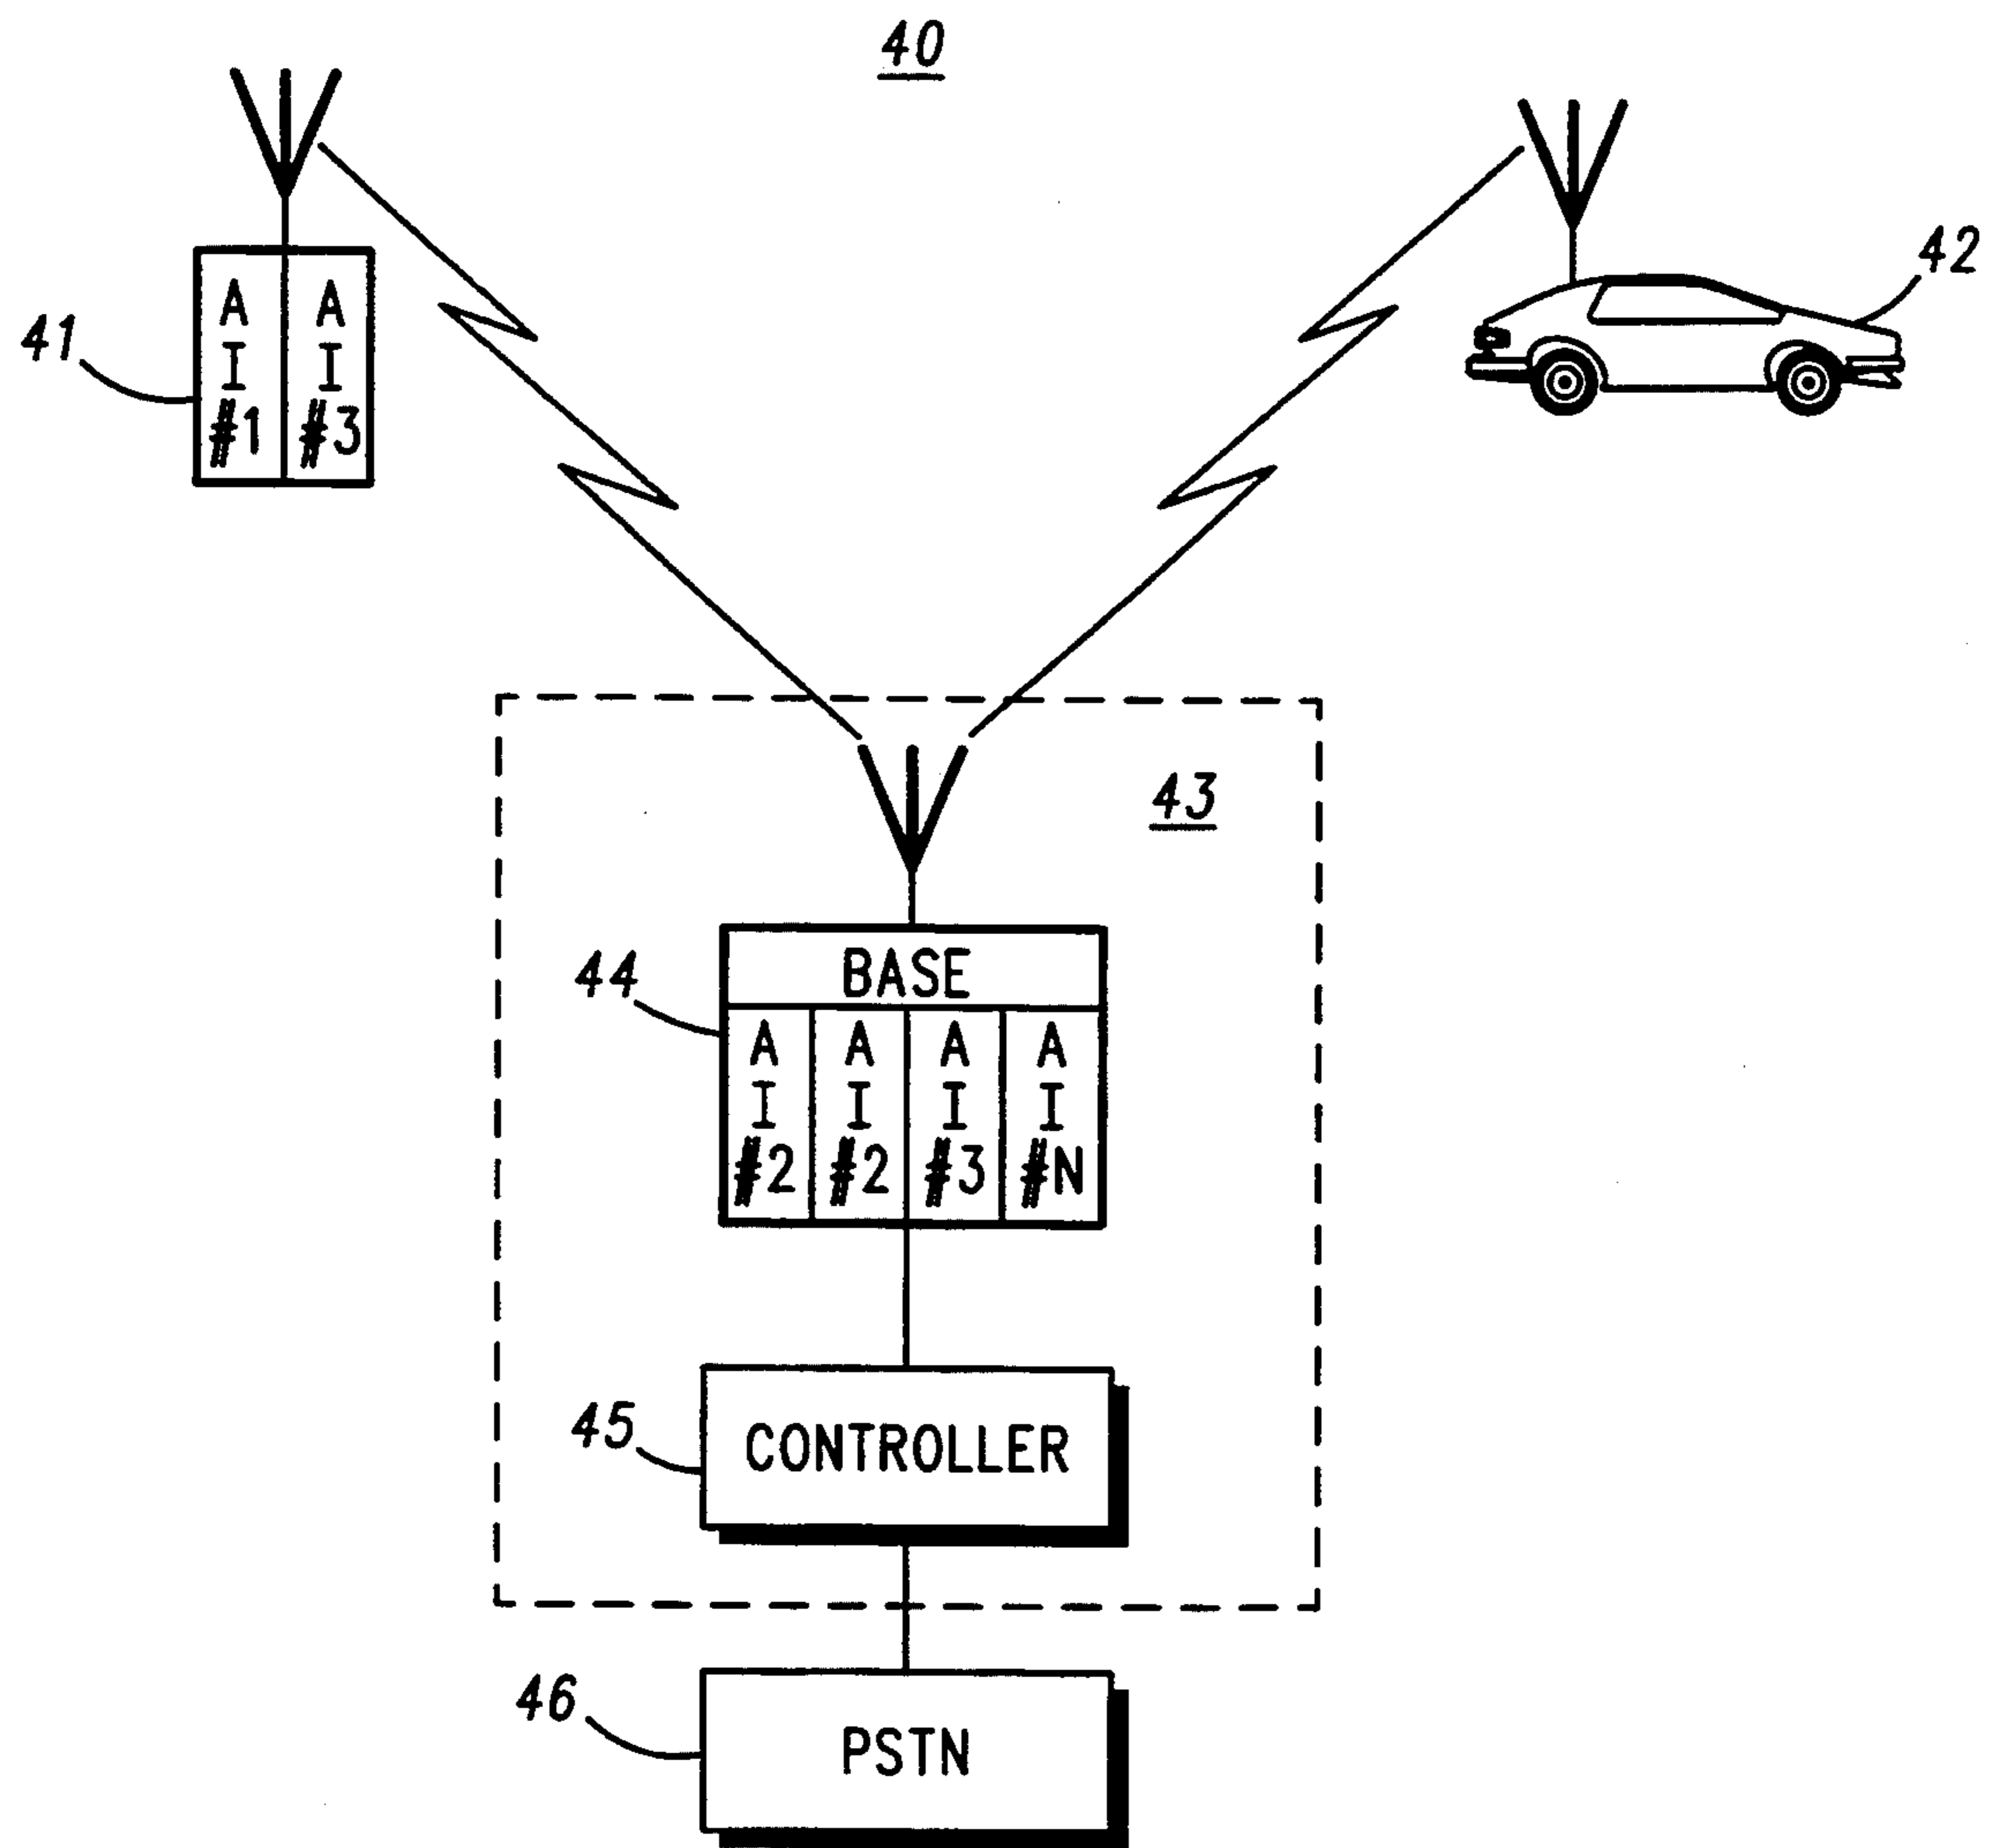 40
42
41
A I #1
A I #3
43
BASE
44
A I #2
A I #2
A I #3
A I #N
45
CONTROLLER
46
PSTN